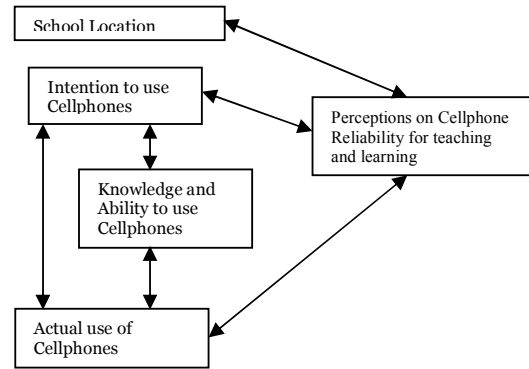 School Location
Intention to use
Cellphones
Perceptions on Cellphone
Reliability for teaching
and learning
Knowledge and
Ability to use
Cellphones
Actual use of
Cellphones